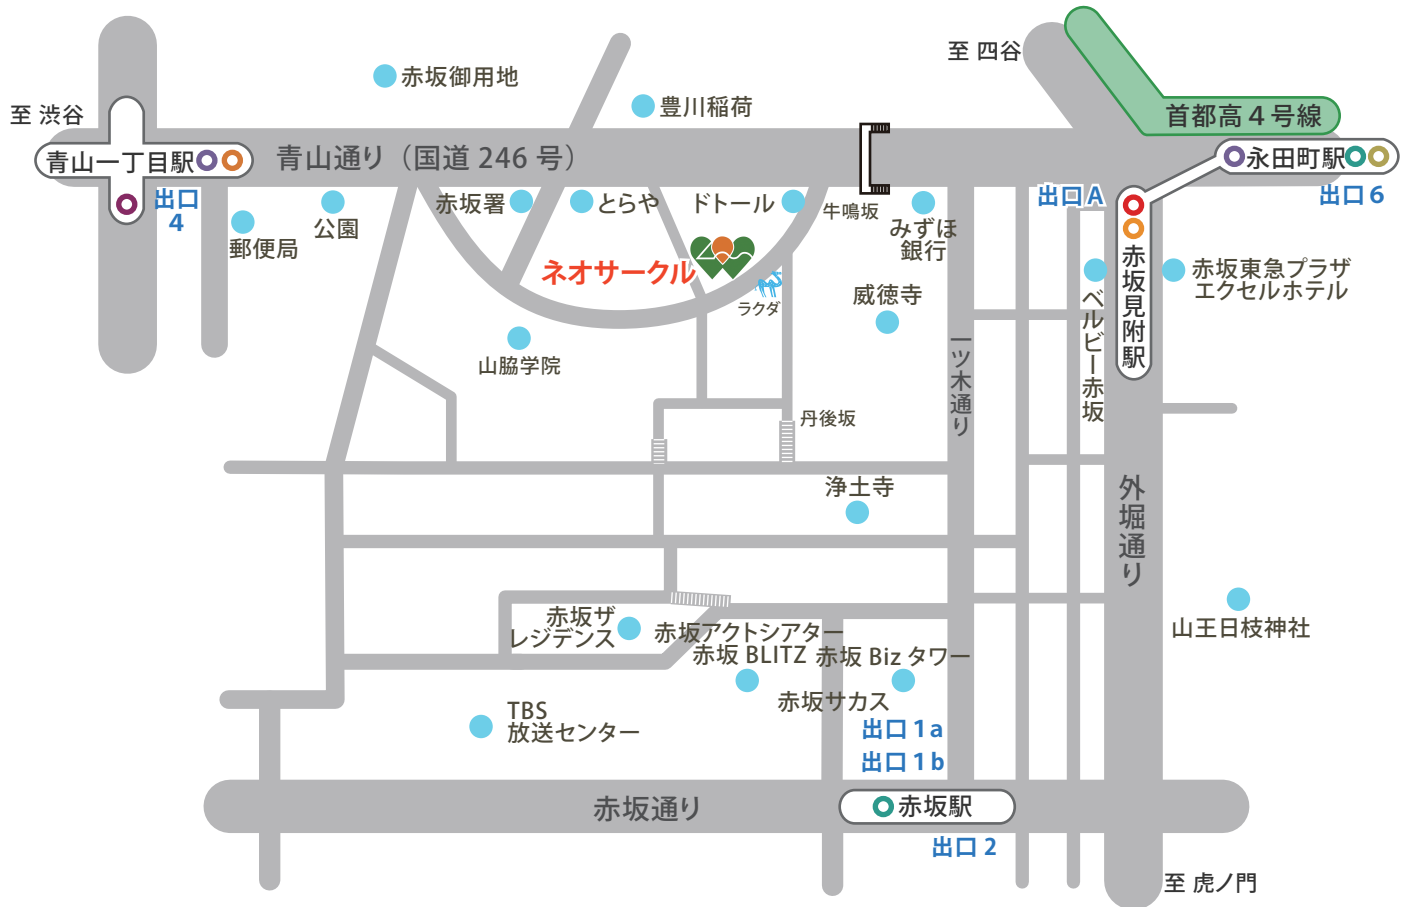 至 四谷
赤坂御用地
豊川稲荷
至 渋谷
首都高4号線
青山一丁目駅
青山通り（国道 246 号）
永田町駅
出口
4
赤坂署
とらや
ドトール
牛鳴坂
みずほ
銀行
出口 A
出口 6
郵便局
公園
ネオサークル
ラクダ
威徳寺
赤坂見附駅
赤坂東急プラザ
エクセルホテル
ベルビー赤坂
山脇学院
一ツ木通り
丹後坂
浄土寺
外堀通り
赤坂ザ
レジデンス
赤坂アクトシアター
赤坂 BLITZ
赤坂 Biz タワー
山王日枝神社
赤坂サカス
TBS
放送センター
出口 1a
出口 1b
赤坂通り
赤坂駅
出口 2
至 虎ノ門